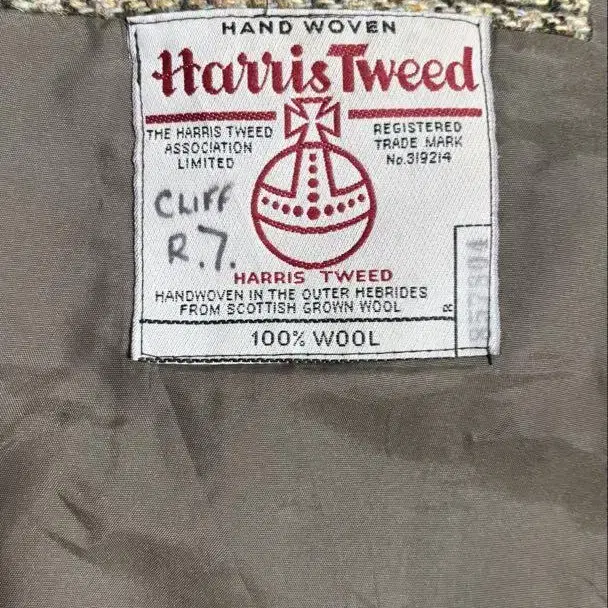 HAND WOVEN
Harris Tweed
THE HARRIS TWEED
ASSOCIATION
LIMITED
REGISTERED
TRADE MARK
No.319214
CLIFF
R.7.
HARRIS TWEED
HANDWOVEN IN THE OUTER HEBRIDES
FROM SCOTTISH GROWN WOOL
R
100% WOOL